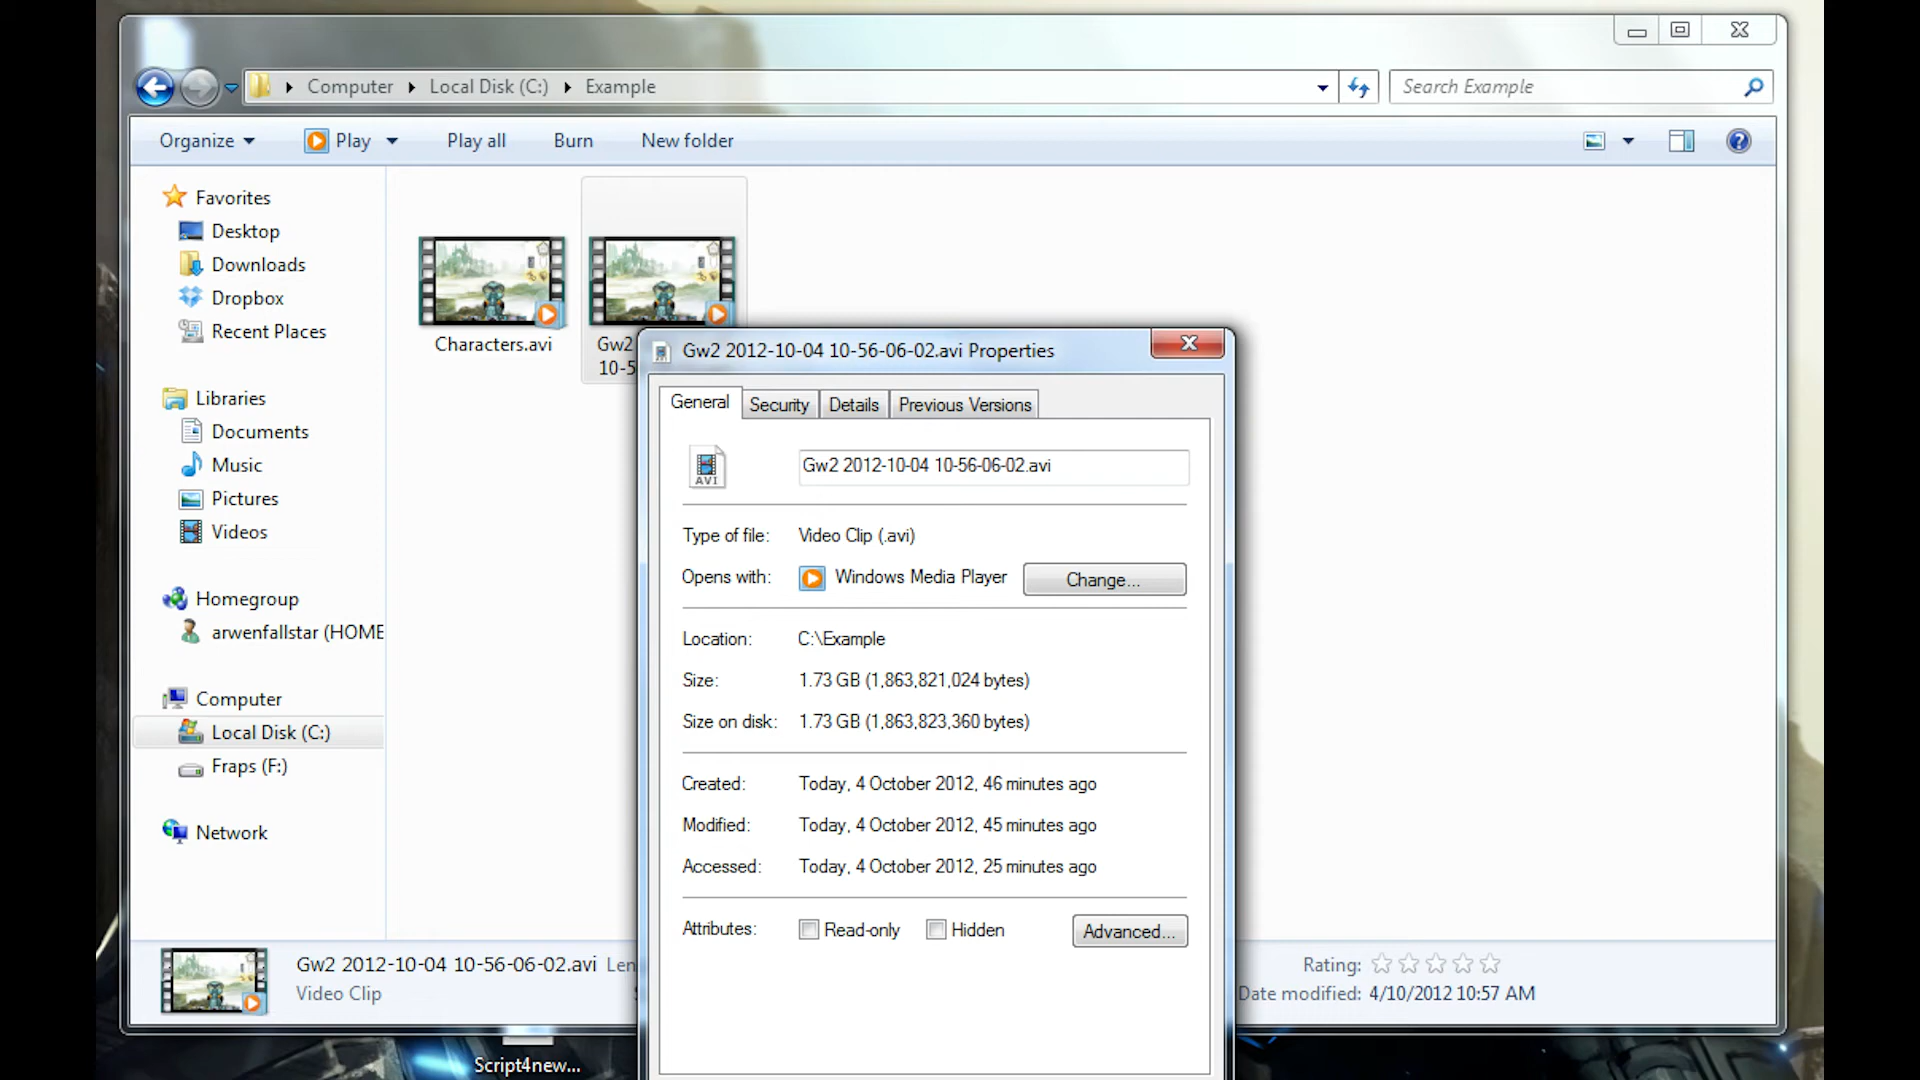 Computer Local Disk (C:) Example
Search Example
Organize Play Play all Burn New folder
Favorites
Desktop
Downloads
Dropbox
Recent Places
Libraries
Documents
Music
Pictures
Videos
Homegroup
arwenfallstar (HOME
Computer
Local Disk (C:)
Fraps (F:)
Network
Characters.avi
Gw2
10-5
Gw2 2012-10-04 10-56-06-02.avi Properties
General Security Details Previous Versions
AVI
Gw2 2012-10-04 10-56-06-02.avi
Type of file: Video Clip (.avi)
Opens with: Windows Media Player Change...
Location: C:\Example
Size: 1.73 GB (1,863,821,024 bytes)
Size on disk: 1.73 GB (1,863,823,360 bytes)
Created: Today, 4 October 2012, 46 minutes ago
Modified: Today, 4 October 2012, 45 minutes ago
Accessed: Today, 4 October 2012, 25 minutes ago
Attributes: Read-only Hidden Advanced...
Gw2 2012-10-04 10-56-06-02.avi Len
Video Clip
Rating:
Date modified: 4/10/2012 10:57 AM
Script4new...